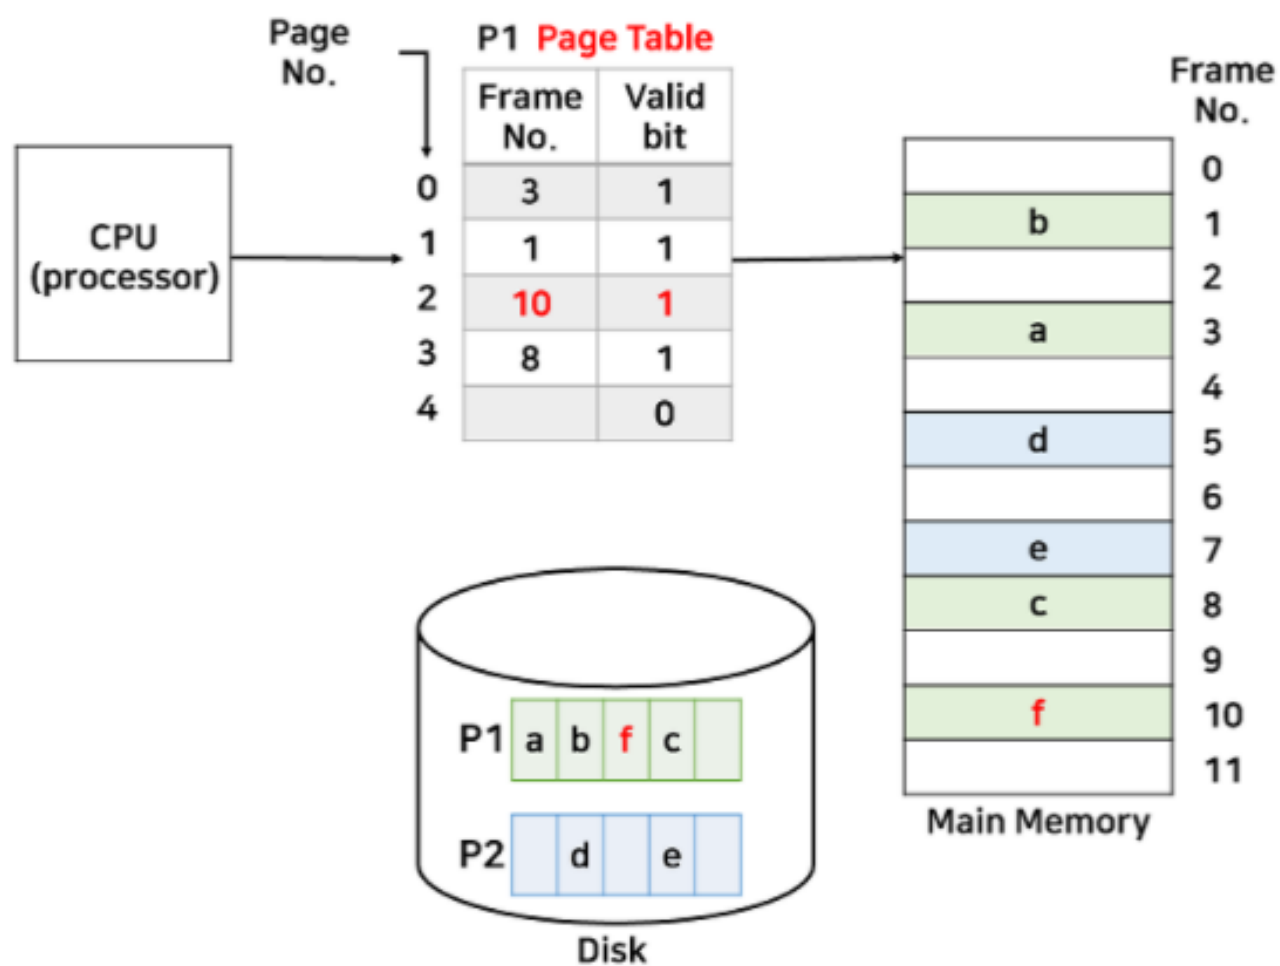 Page
No.
P1 Page Table
Frame
No.
Valid
bit
0 3 1
1 1 1
2 10 1
3 8 1
4 0
CPU
(processor)
Frame
No.
0
b 1
2
a 3
4
d 5
6
e 7
c 8
9
f 10
11
Main Memory
P1 a b f c
P2 d e
Disk